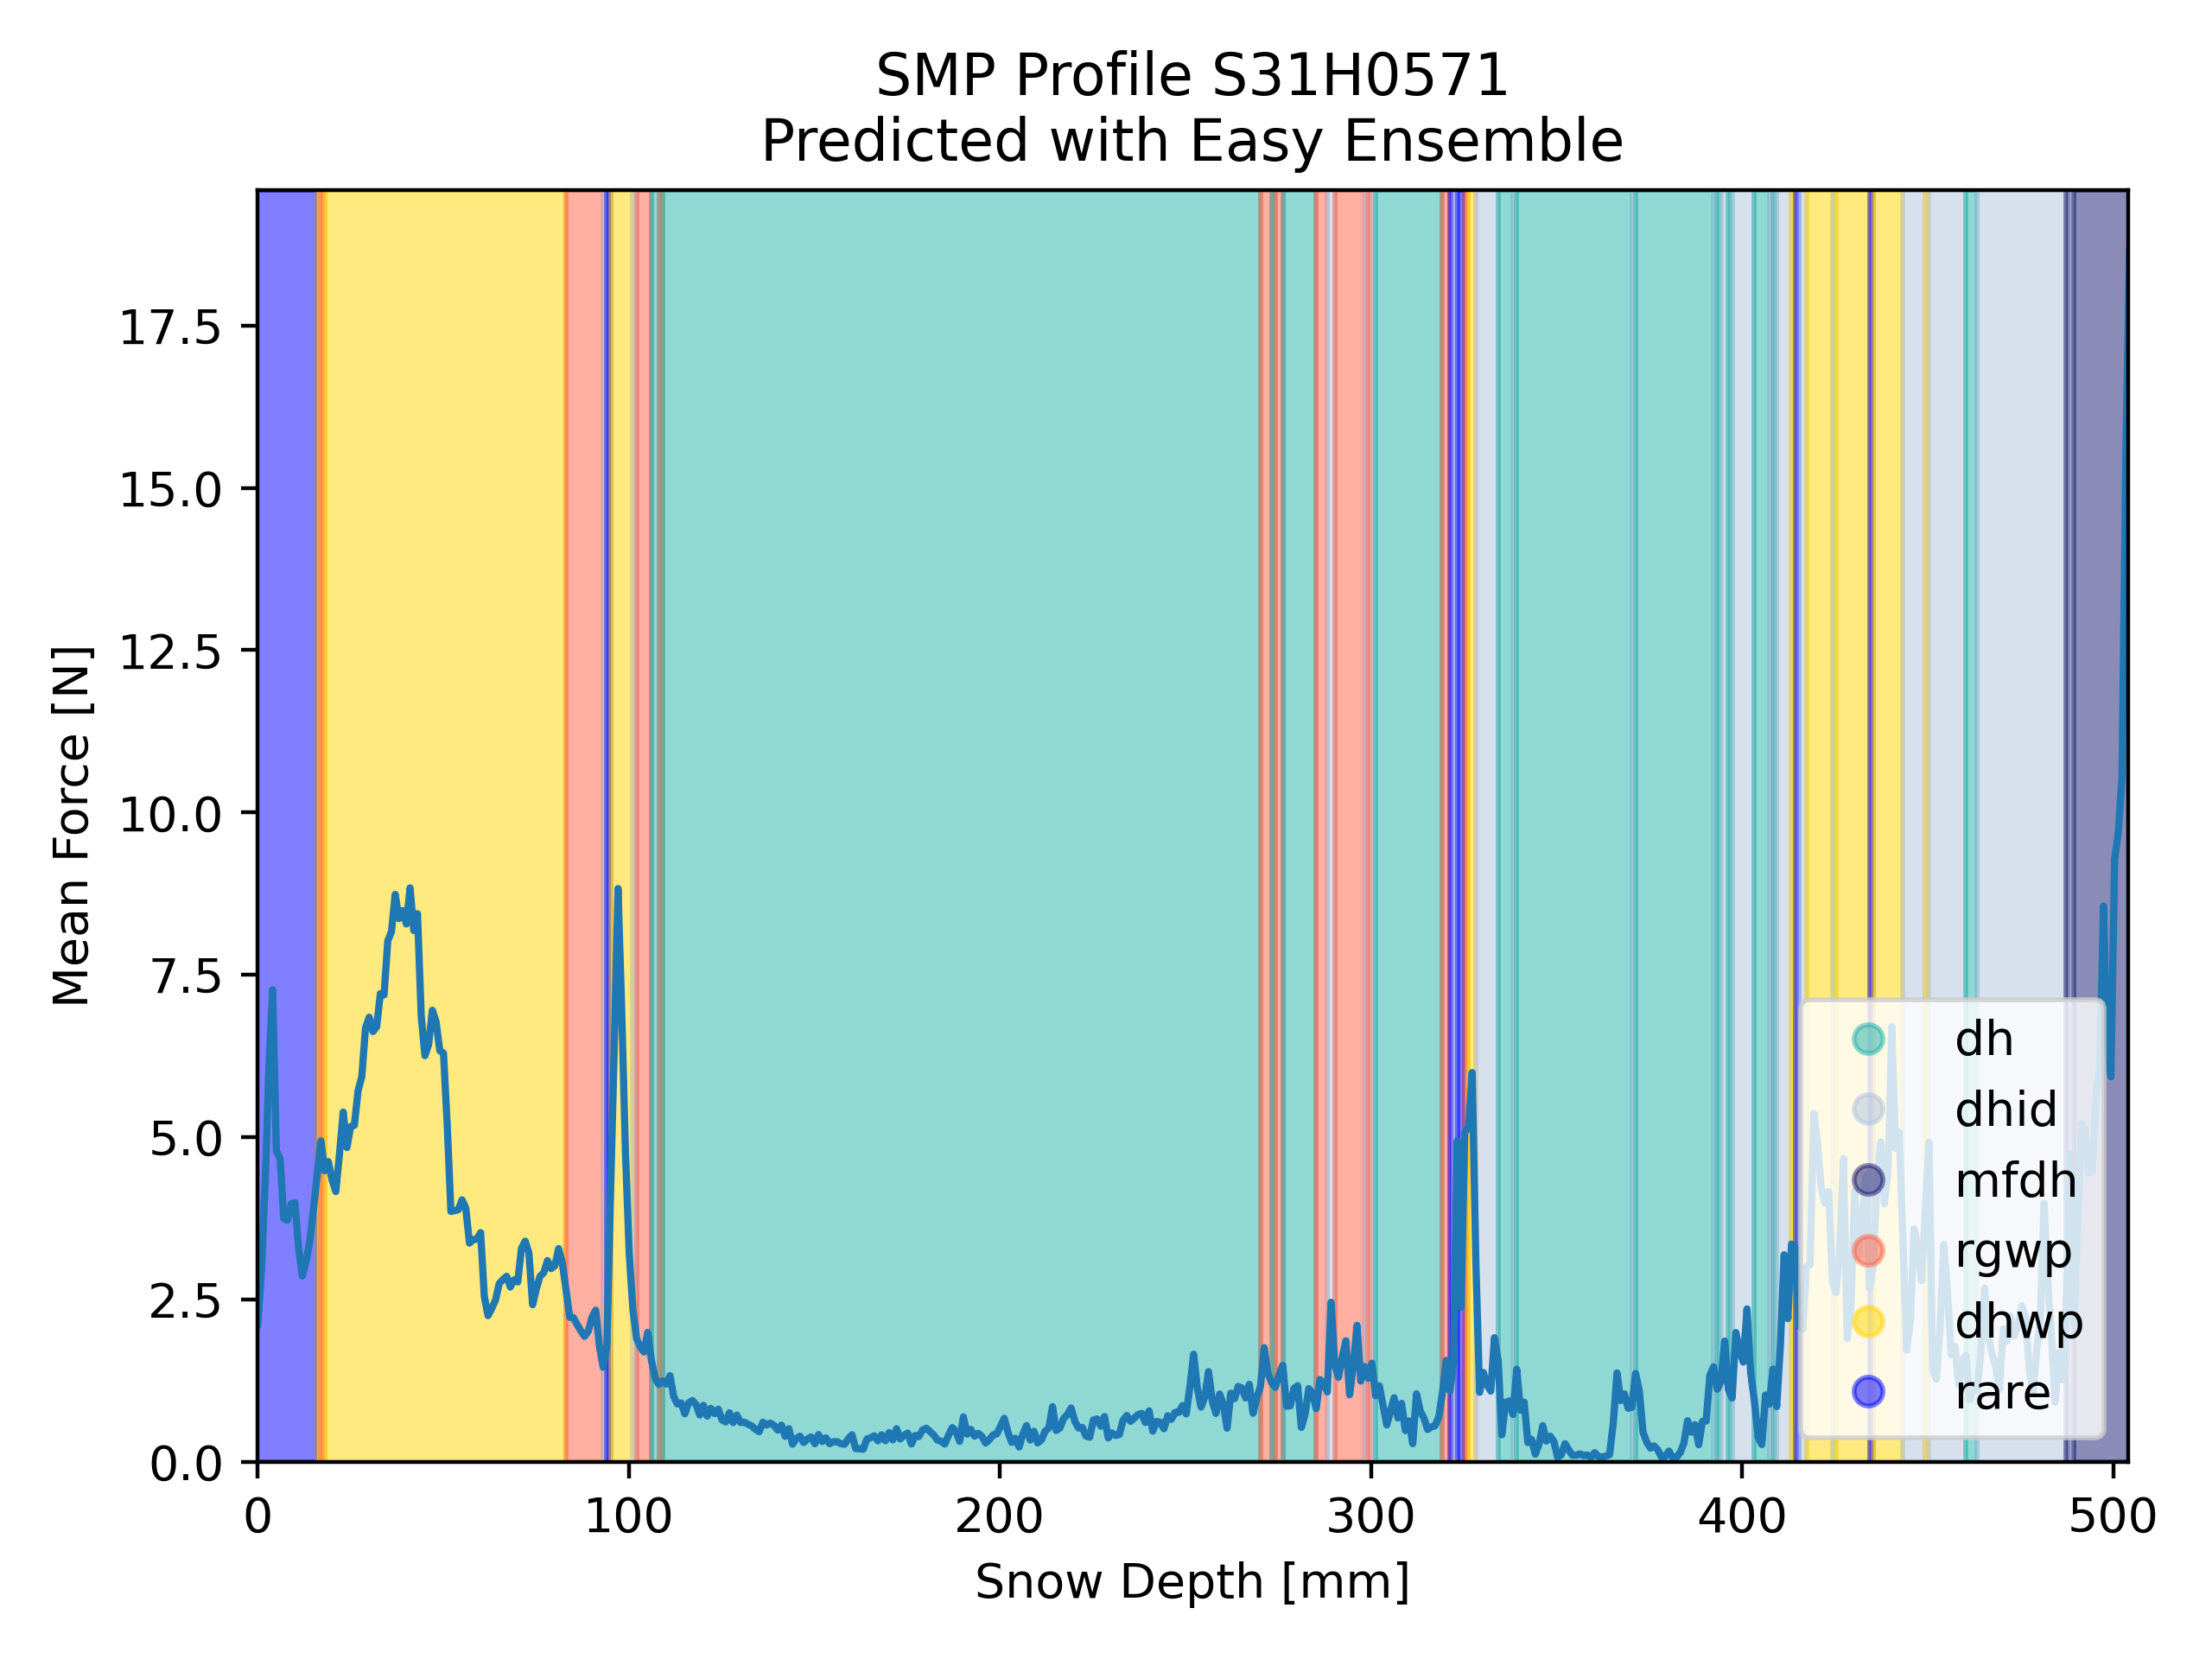 SMP Profile S31H0571
Predicted with Easy Ensemble
Mean Force [N]
17.5
15.0
12.5
10.0
7.5
5.0
2.5
0.0
dh
dhid
mfdh
rgwp
dhwp
rare
0 100 200 300 400 500
Snow Depth [mm]